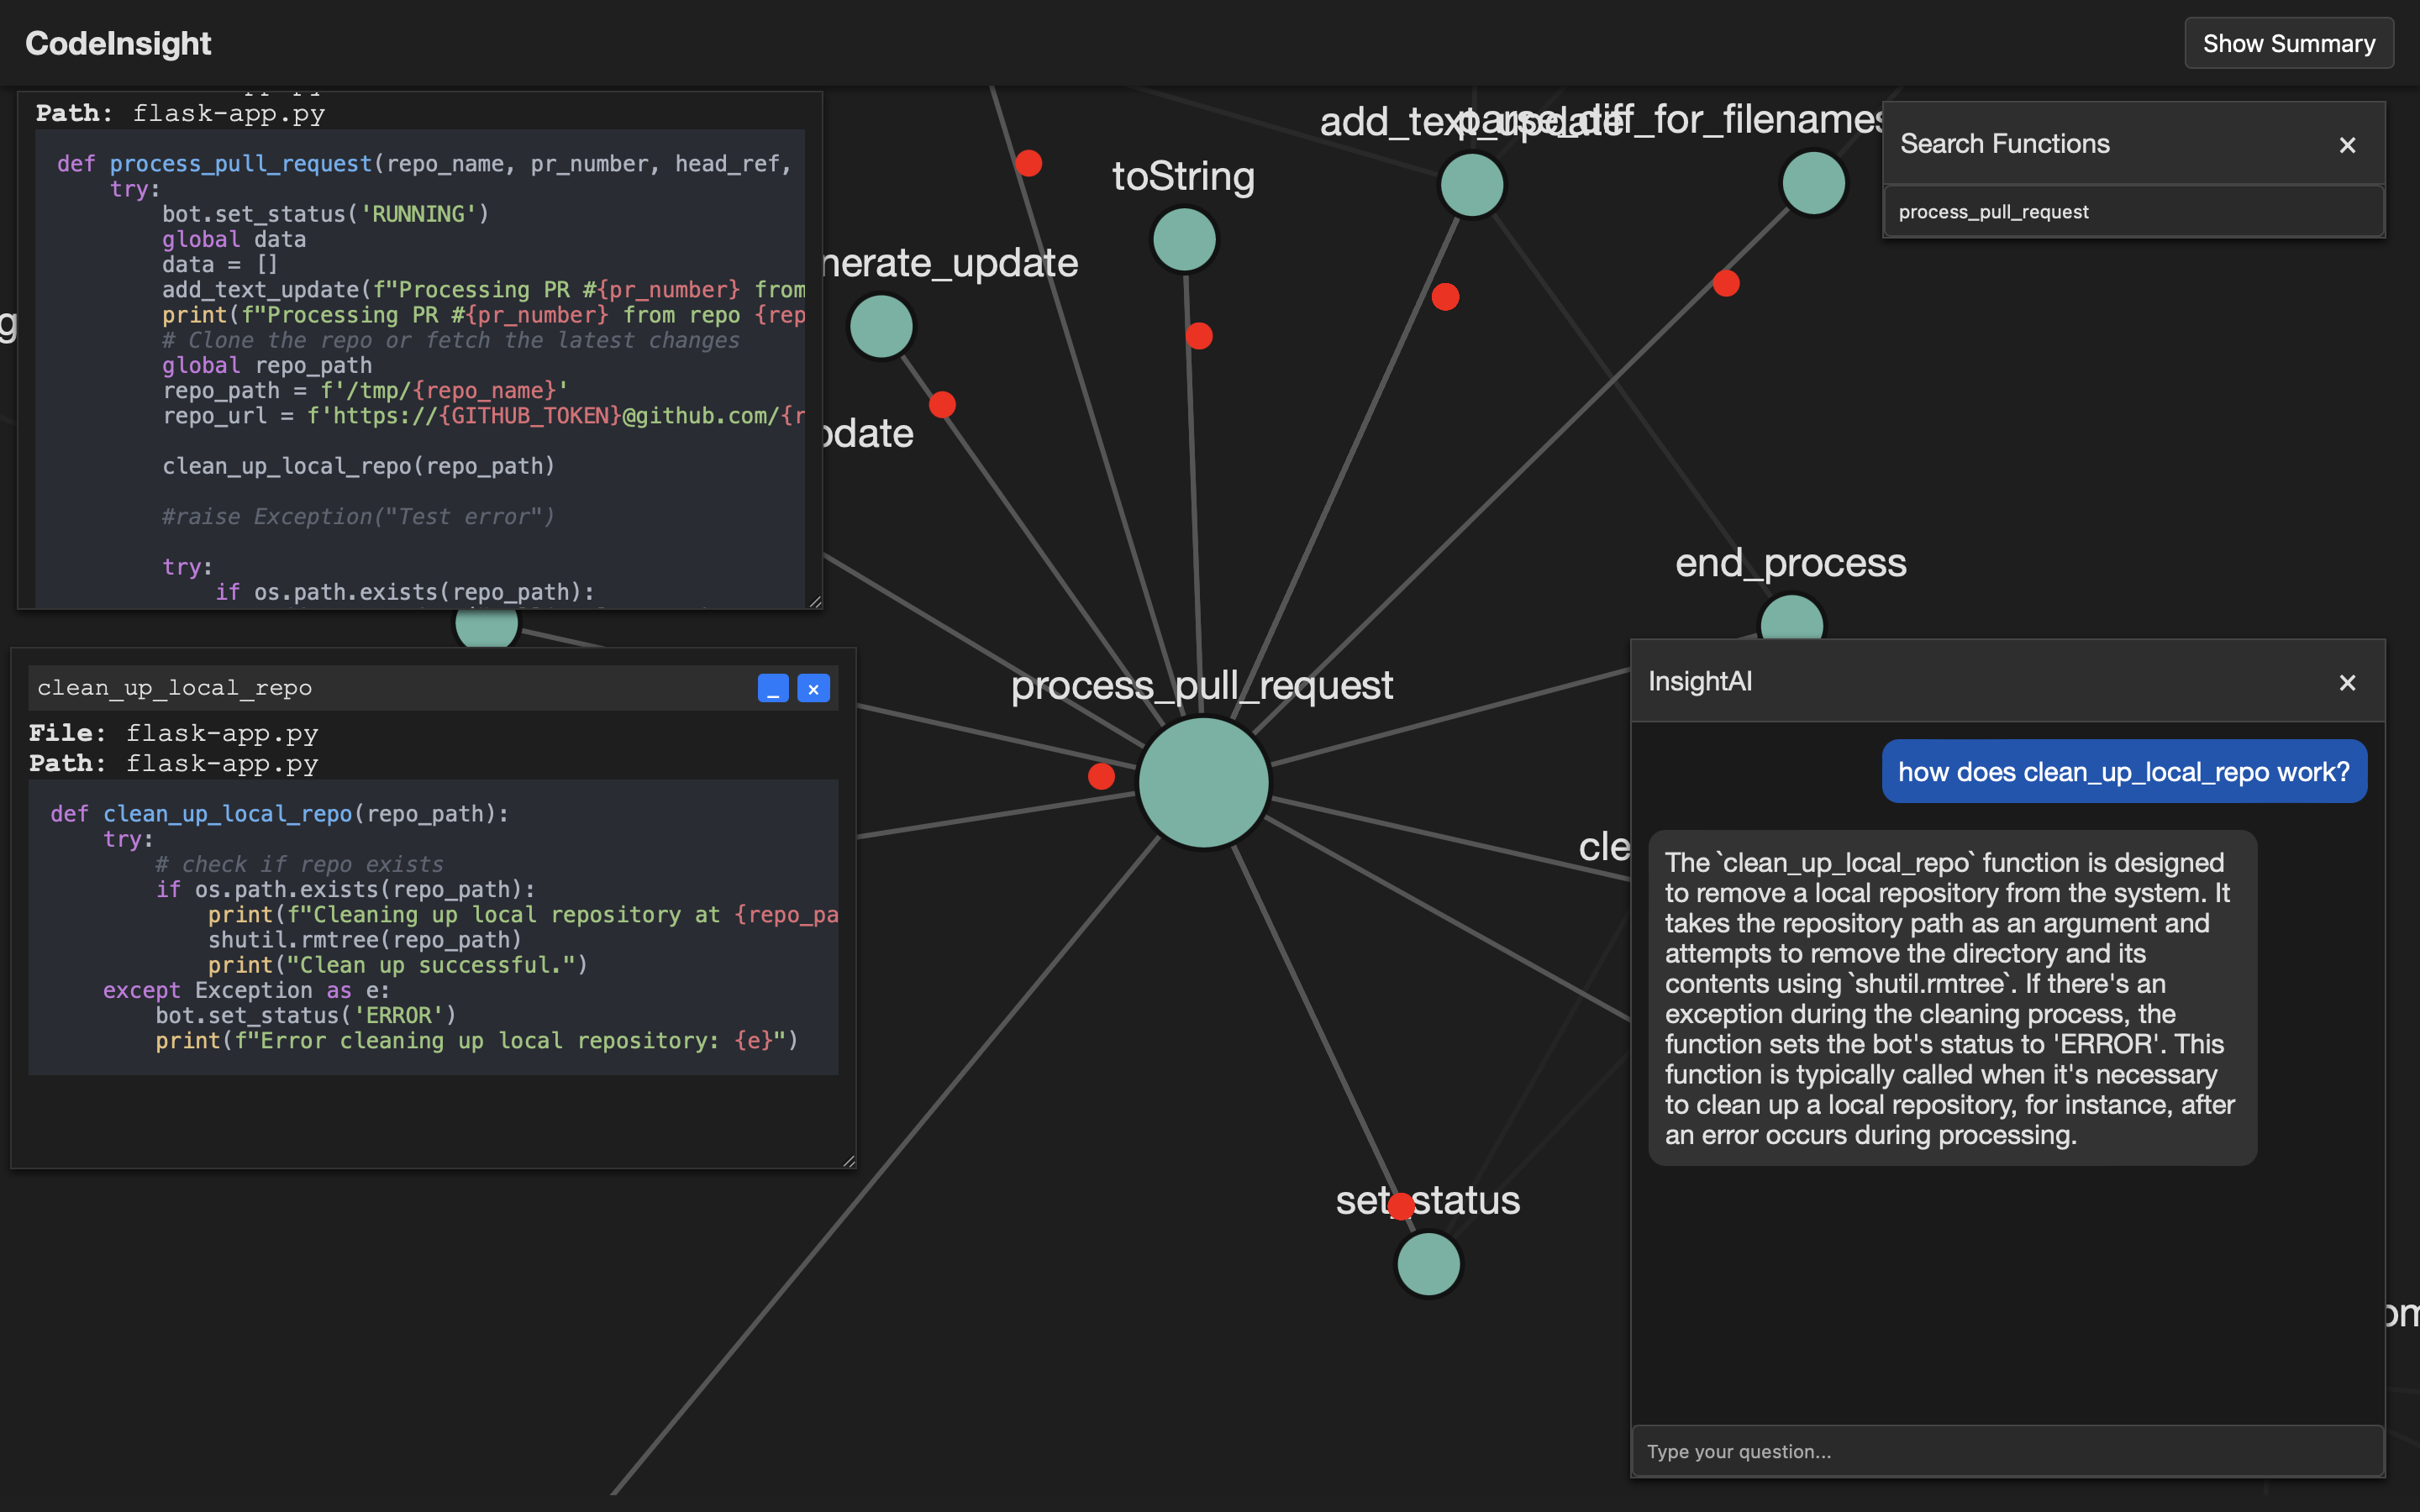 CodeInsight
Show Summary
Path: flask-app.py
def process_pull_request(repo_name, pr_number, head_ref,
    try:
        bot.set_status('RUNNING')
        global data
        data = []
        add_text_update(f"Processing PR #{pr_number} from
        print(f"Processing PR #{pr_number} from repo {rep
        # Clone the repo or fetch the latest changes
        global repo_path
        repo_path = f'/tmp/{repo_name}'
        repo_url = f'https://{GITHUB_TOKEN}@github.com/{r
        clean_up_local_repo(repo_path)
        #raise Exception("Test error")
        try:
            if os.path.exists(repo_path):
clean_up_local_repo
_ x
File: flask-app.py
Path: flask-app.py
def clean_up_local_repo(repo_path):
    try:
        # check if repo exists
        if os.path.exists(repo_path):
            print(f"Cleaning up local repository at {repo_pa
            shutil.rmtree(repo_path)
            print("Clean up successful.")
    except Exception as e:
        bot.set_status('ERROR')
        print(f"Error cleaning up local repository: {e}")
add_text_update
parse_diff_for_filenames
toString
nerate_update
pdate
g
end_process
process_pull_request
cle
set_status
om
Search Functions ×
process_pull_request
InsightAI ×
how does clean_up_local_repo work?
The `clean_up_local_repo` function is designed
to remove a local repository from the system. It
takes the repository path as an argument and
attempts to remove the directory and its
contents using `shutil.rmtree`. If there's an
exception during the cleaning process, the
function sets the bot's status to 'ERROR'. This
function is typically called when it's necessary
to clean up a local repository, for instance, after
an error occurs during processing.
Type your question...